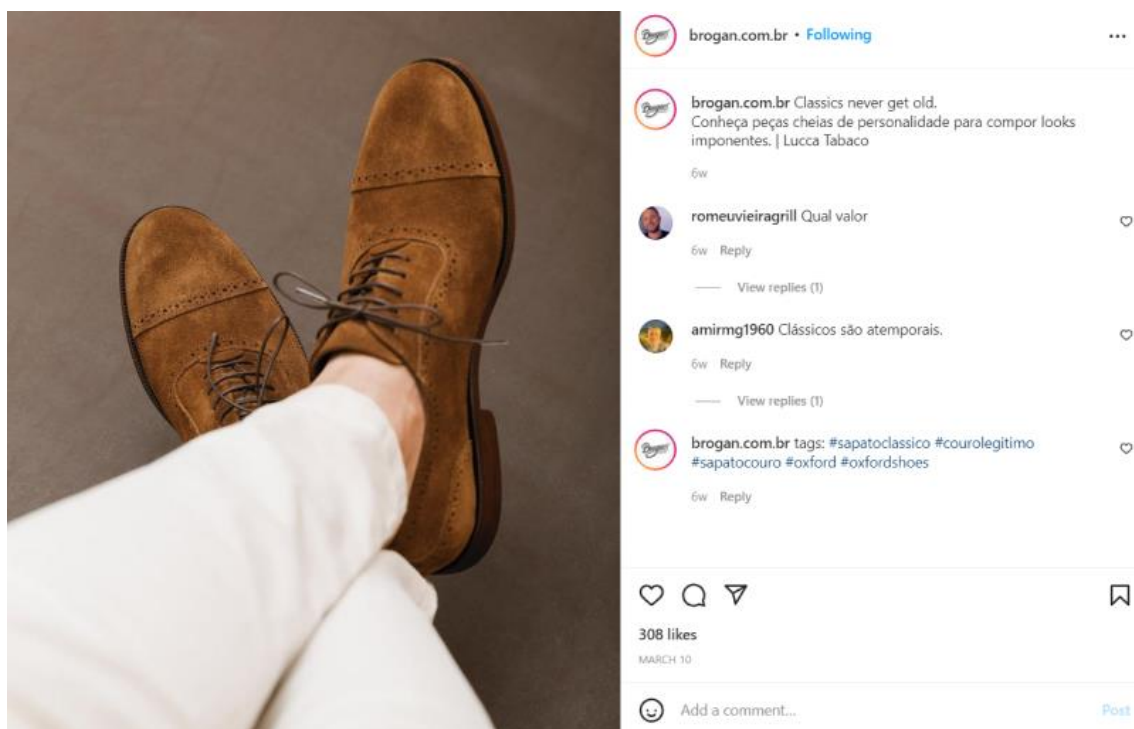 brogan.com.br • Following
brogan.com.br Classics never get old.
Conheça peças cheias de personalidade para compor looks
imponentes. | Lucca Tabaco
6w
romeuvieiragrill Qual valor
6w Reply
View replies (1)
amirmg1960 Clássicos são atemporais.
6w Reply
View replies (1)
brogan.com.br tags: #sapatoclassico #courolegitimo
#sapatocouro #oxford #oxfordshoes
6w Reply
308 likes
MARCH 10
Add a comment...
Post